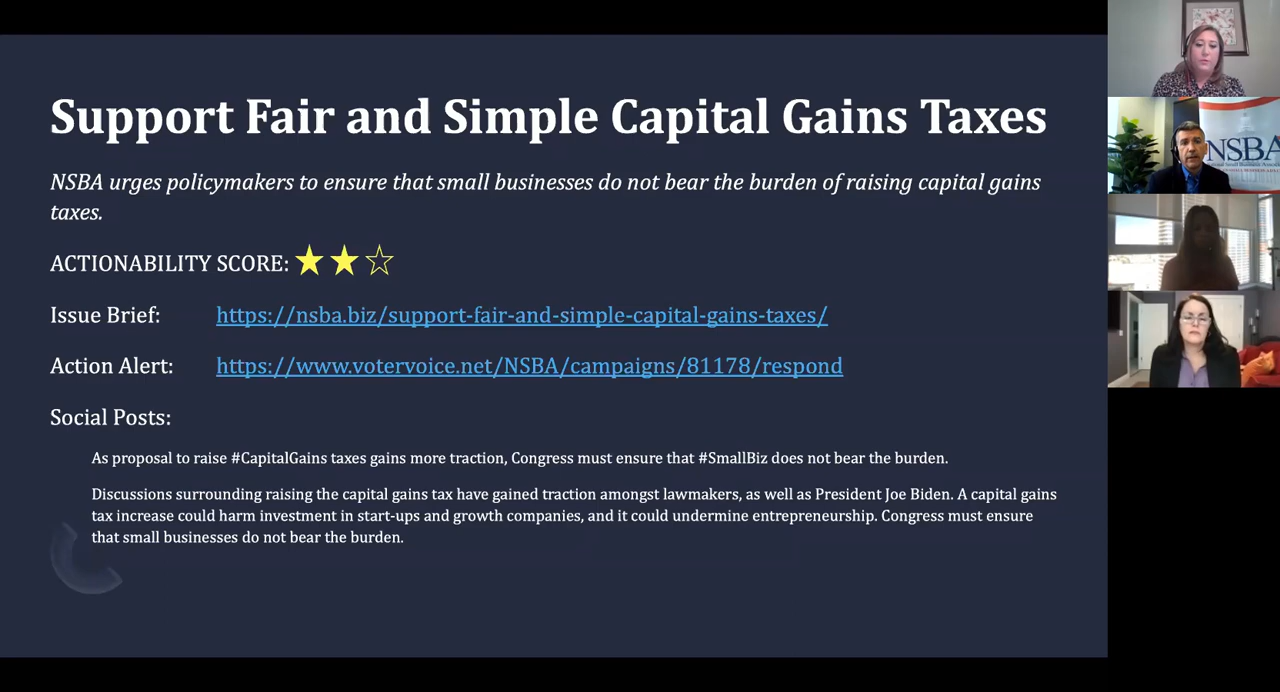 Support Fair and Simple Capital Gains Taxes
NSBA urges policymakers to ensure that small businesses do not bear the burden of raising capital gains
taxes.
ACTIONABILITY SCORE: ★★☆
Issue Brief: https://nsba.biz/support-fair-and-simple-capital-gains-taxes/
Action Alert: https://www.votervoice.net/NSBA/campaigns/81178/respond
Social Posts:
As proposal to raise #CapitalGains taxes gains more traction, Congress must ensure that #SmallBiz does not bear the burden.
Discussions surrounding raising the capital gains tax have gained traction amongst lawmakers, as well as President Joe Biden. A capital gains
tax increase could harm investment in start-ups and growth companies, and it could undermine entrepreneurship. Congress must ensure
that small businesses do not bear the burden.
NSBA